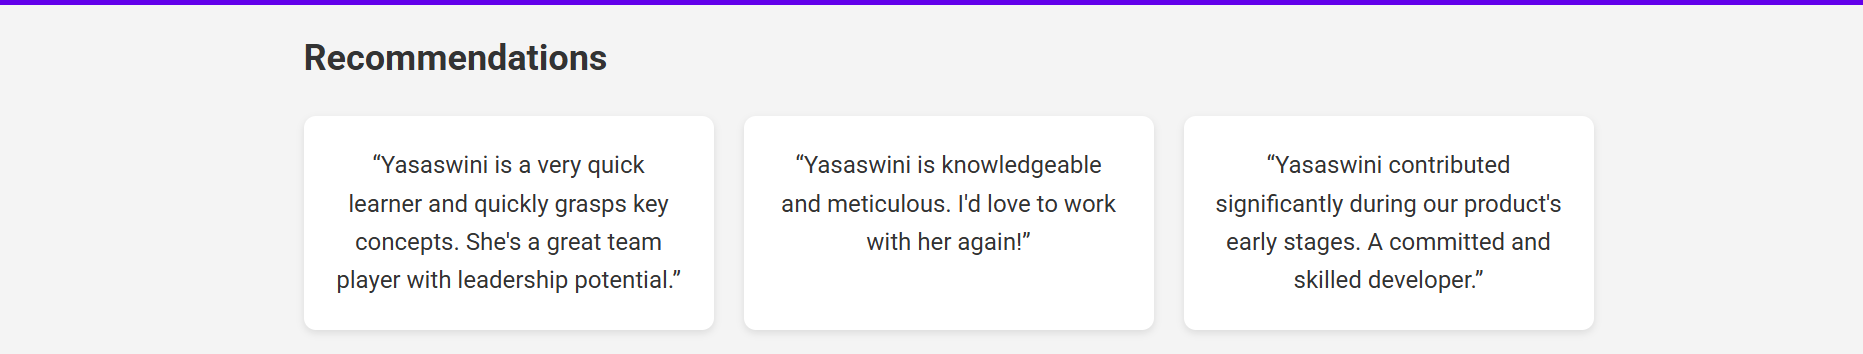 Recommendations
“Yasaswini is a very quick
learner and quickly grasps key
concepts. She's a great team
player with leadership potential.”
“Yasaswini is knowledgeable
and meticulous. I'd love to work
with her again!”
“Yasaswini contributed
significantly during our product's
early stages. A committed and
skilled developer.”